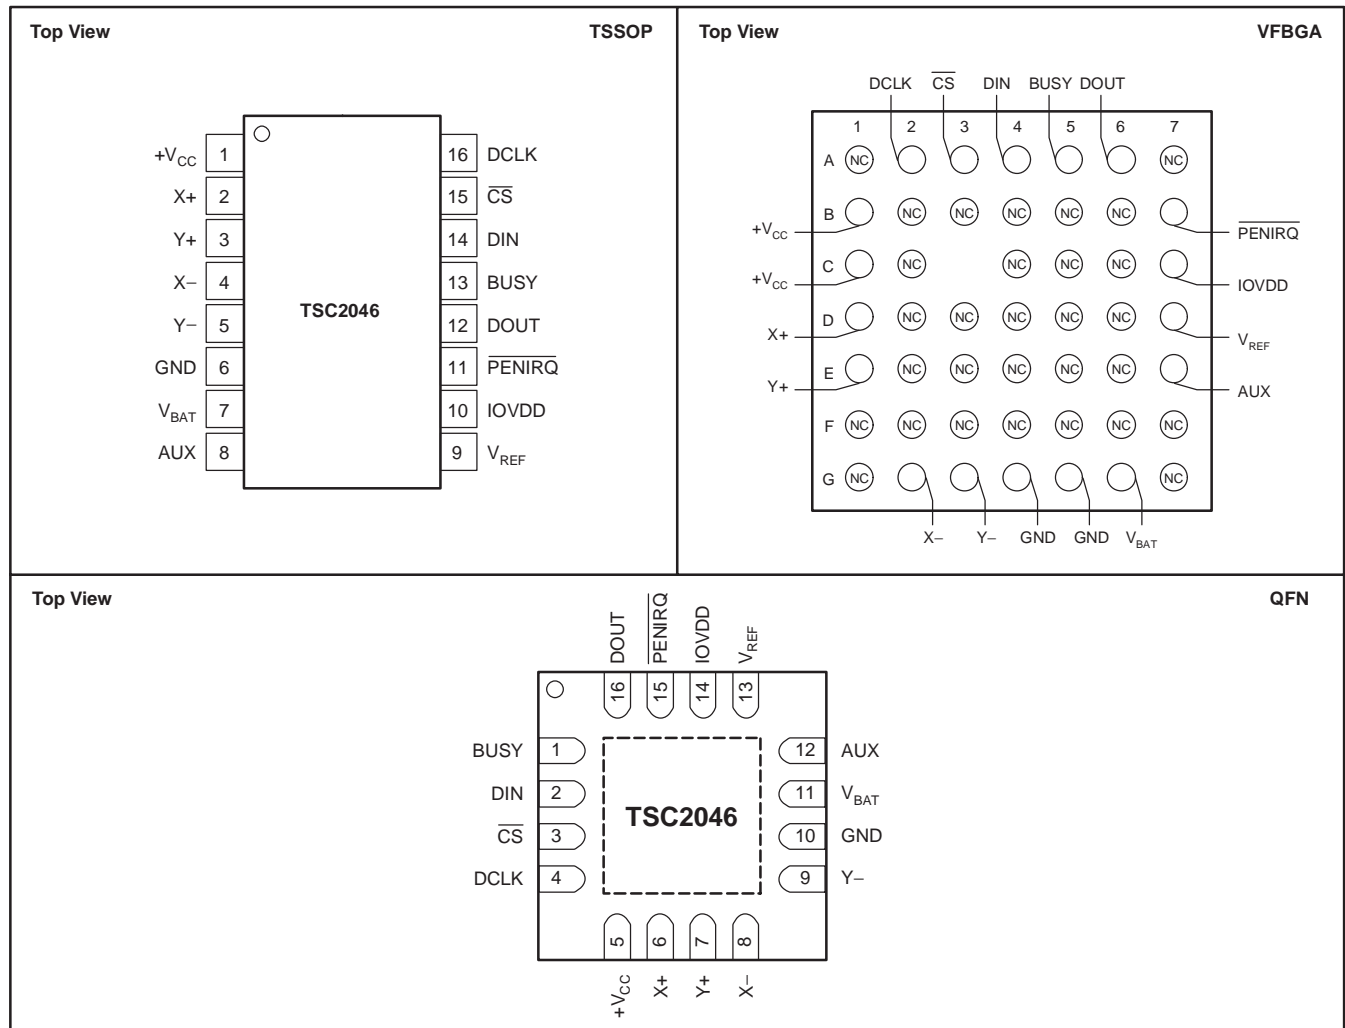 Top View TSSOP
+VCC 1 16 DCLK
X+ 2 15 CS
Y+ 3 14 DIN
X− 4 13 BUSY
TSC2046
Y− 5 12 DOUT
GND 6 11 PENIRQ
VBAT 7 10 IOVDD
AUX 8 9 VREF
Top View VFBGA
DCLK CS DIN BUSY DOUT
1 2 3 4 5 6 7
A NC NC
B NC NC NC NC NC
+VCC PENIRQ
C NC NC NC NC
+VCC IOVDD
D NC NC NC NC NC
X+ VREF
E NC NC NC NC NC
Y+ AUX
F NC NC NC NC NC NC NC
G NC NC
X− Y− GND GND VBAT
Top View QFN
DOUT PENIRQ IOVDD VREF
16 15 14 13
BUSY 1 12 AUX
DIN 2 11 VBAT
TSC2046
CS 3 10 GND
DCLK 4 9 Y−
5 6 7 8
+VCC X+ Y+ X−